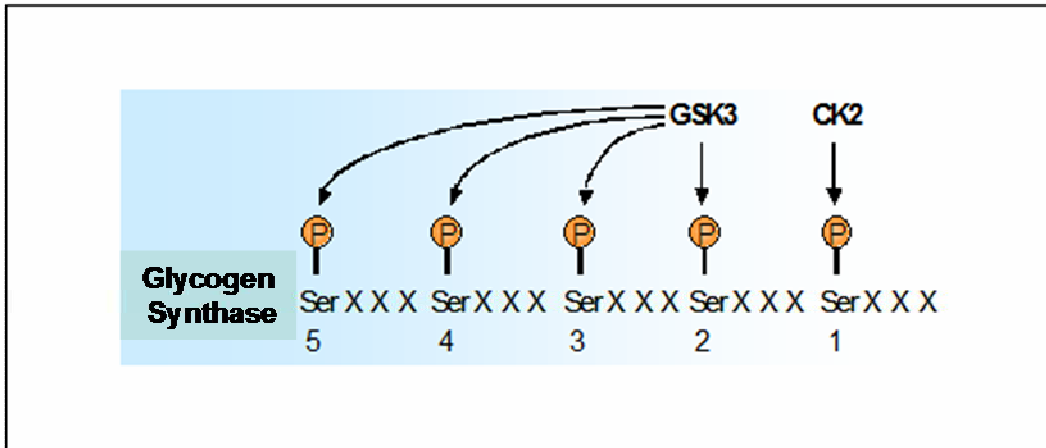 GSK3 CK2
P P P P P
Glycogen
Synthase
Ser X X X Ser X X X Ser X X X Ser X X X Ser X X X
5 4 3 2 1